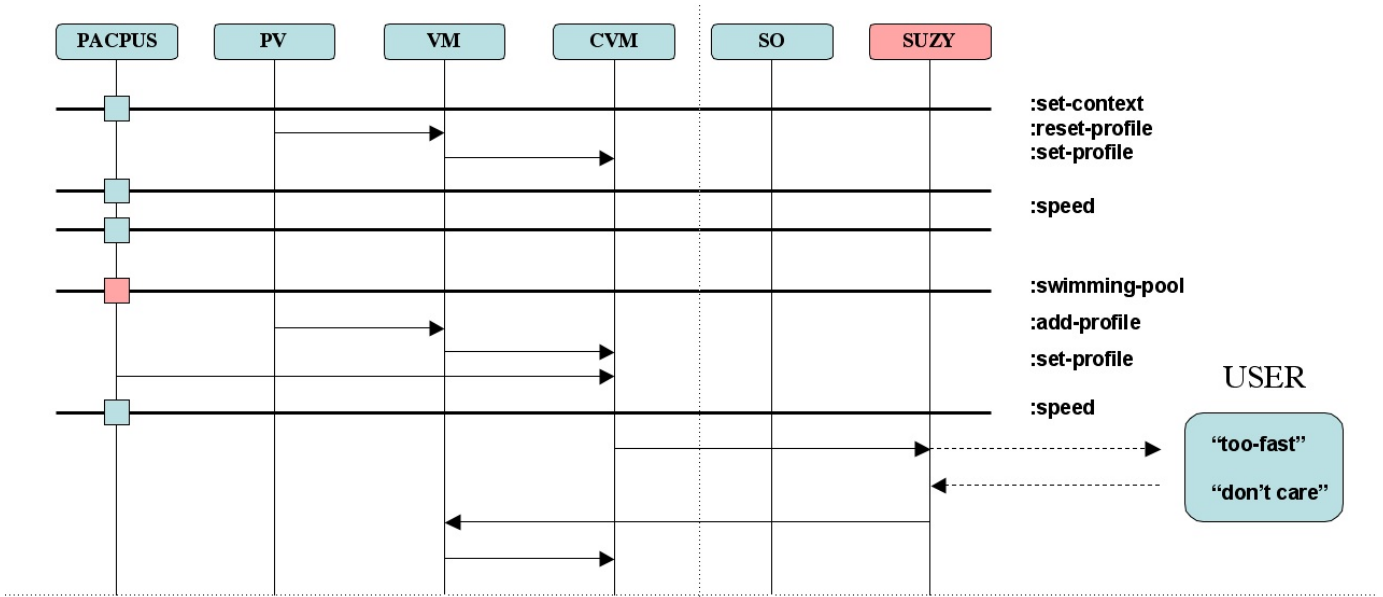 PACPUS PV VM CVM SO SUZY
:set-context
:reset-profile
:set-profile
:speed
:swimming-pool
:add-profile
:set-profile
:speed
USER
“too-fast”
“don’t care”